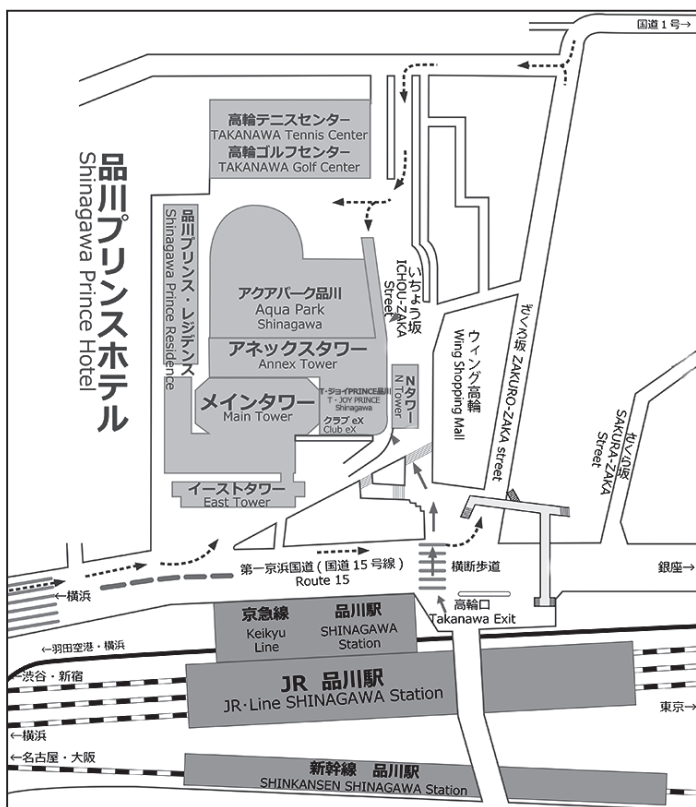 国道1号→
高輪テニスセンター
TAKANAWA Tennis Center
高輪ゴルフセンター
TAKANAWA Golf Center
品川プリンスホテル
Shinagawa Prince Hotel
品川プリンス・レジデンス
Shinagawa Prince Residence
アクアパーク品川
Aqua Park
Shinagawa
いちょう坂
ICHOU-ZAKA
Street
アネックスタワー
Annex Tower
メインタワー
Main Tower
T・ジョイPRINCE品川
T・JOY PRINCE
Shinagawa
クラブ eX
Club eX
Nタワー
N Tower
ウィング高輪
Wing Shopping Mall
ざくろ坂 ZAKURO-ZAKA street
さくら坂
SAKURA-ZAKA
Street
イーストタワー
East Tower
第一京浜国道 ( 国道15号線 )
Route 15
横断歩道
銀座→
←横浜
高輪口
Takanawa Exit
京急線 品川駅
Keikyu SHINAGAWA
Line Station
←羽田空港・横浜
←渋谷・新宿
JR 品川駅
JR・Line SHINAGAWA Station
東京→
←横浜
←名古屋・大阪
新幹線 品川駅
SHINKANSEN SHINAGAWA Station